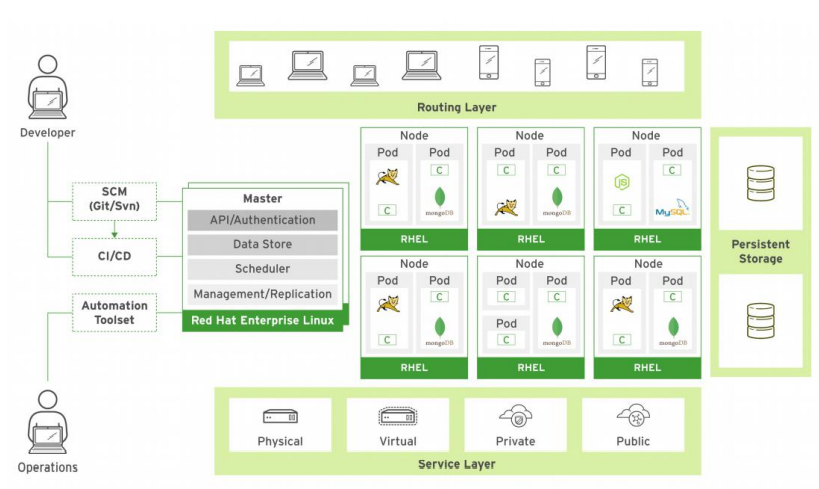 Routing Layer
Developer
SCM
(Git/Svn)
CI/CD
Automation
Toolset
Operations
Master
API/Authentication
Data Store
Scheduler
Management/Replication
Red Hat Enterprise Linux
Node
Pod Pod
C
C
mongoDB
RHEL
Node
Pod Pod
C C
mongoDB
RHEL
Node
Pod Pod
JS
C
C
MySQL
RHEL
Node
Pod Pod
C
C
mongoDB
RHEL
Node
Pod Pod
C C
Pod
C
mongoDB
RHEL
Node
Pod Pod
C
C
mongoDB
RHEL
Persistent
Storage
Physical
Virtual
Private
Public
Service Layer